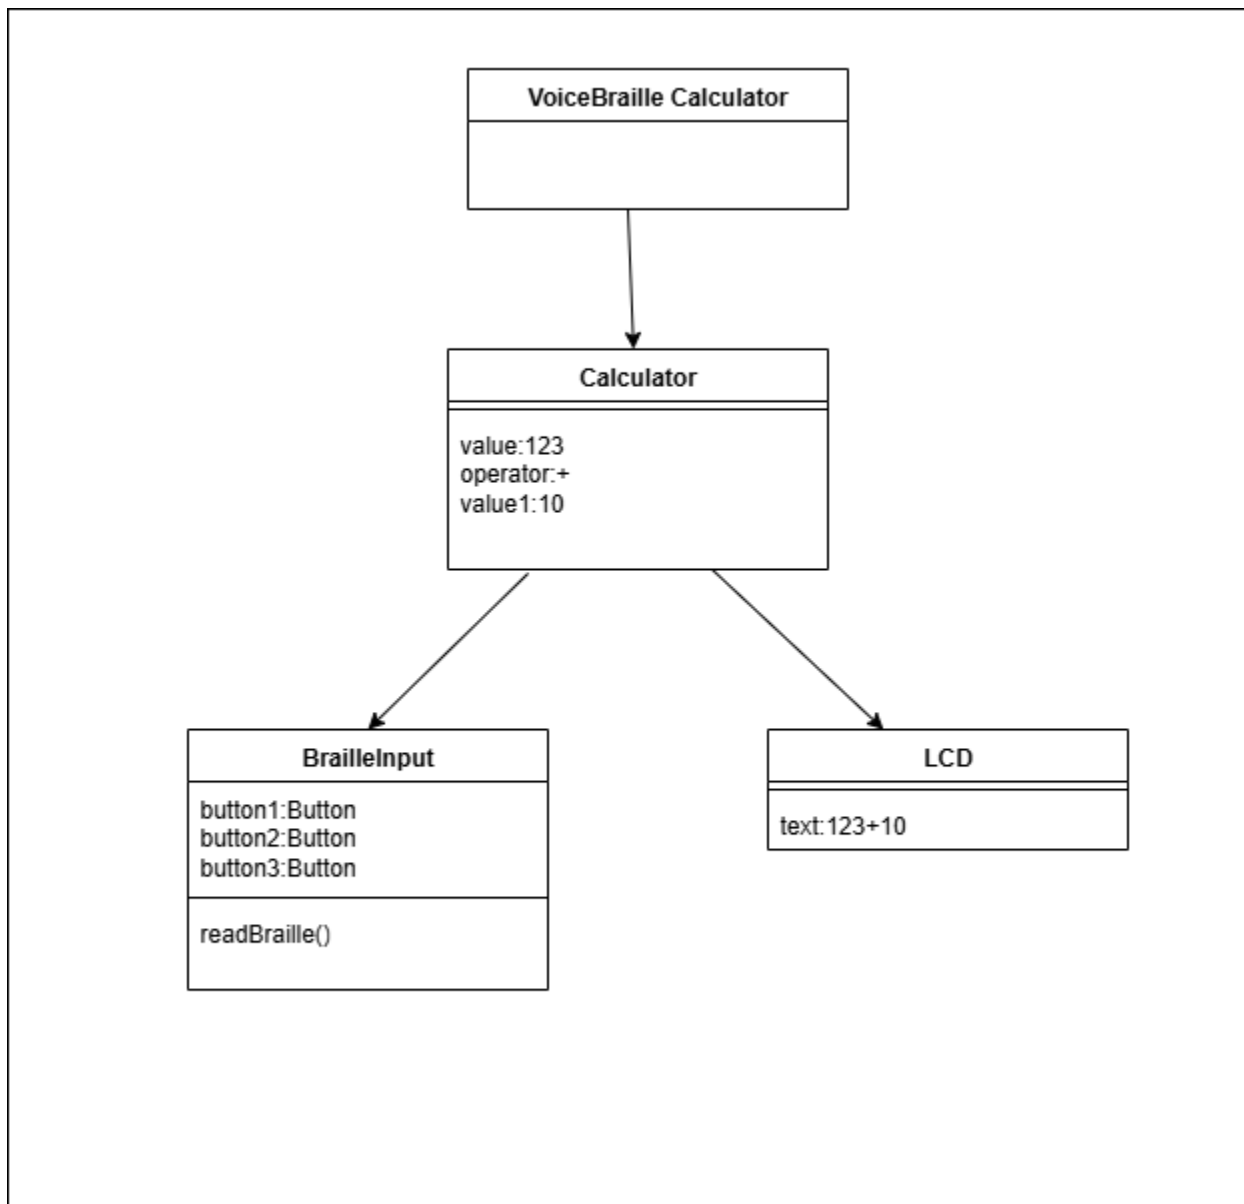 VoiceBraille Calculator
Calculator
value:123
operator:+
value1:10
BrailleInput
button1:Button
button2:Button
button3:Button
readBraille()
LCD
text:123+10